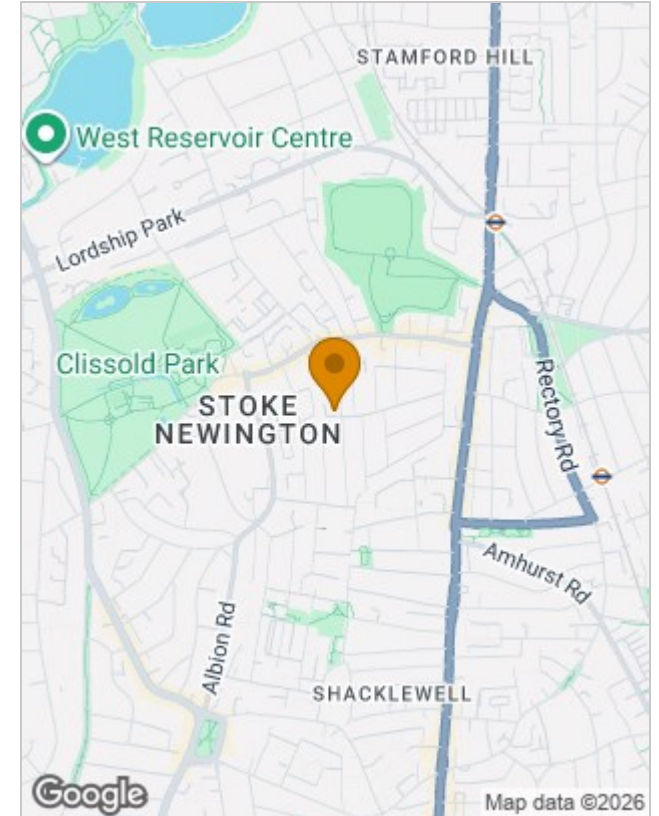 STAMFORD HILL
West Reservoir Centre
Lordship Park
Clissold Park
STOKE
NEWINGTON
Rectory Rd
Amhurst Rd
Albion Rd
SHACKLEWELL
Google
Map data ©2026